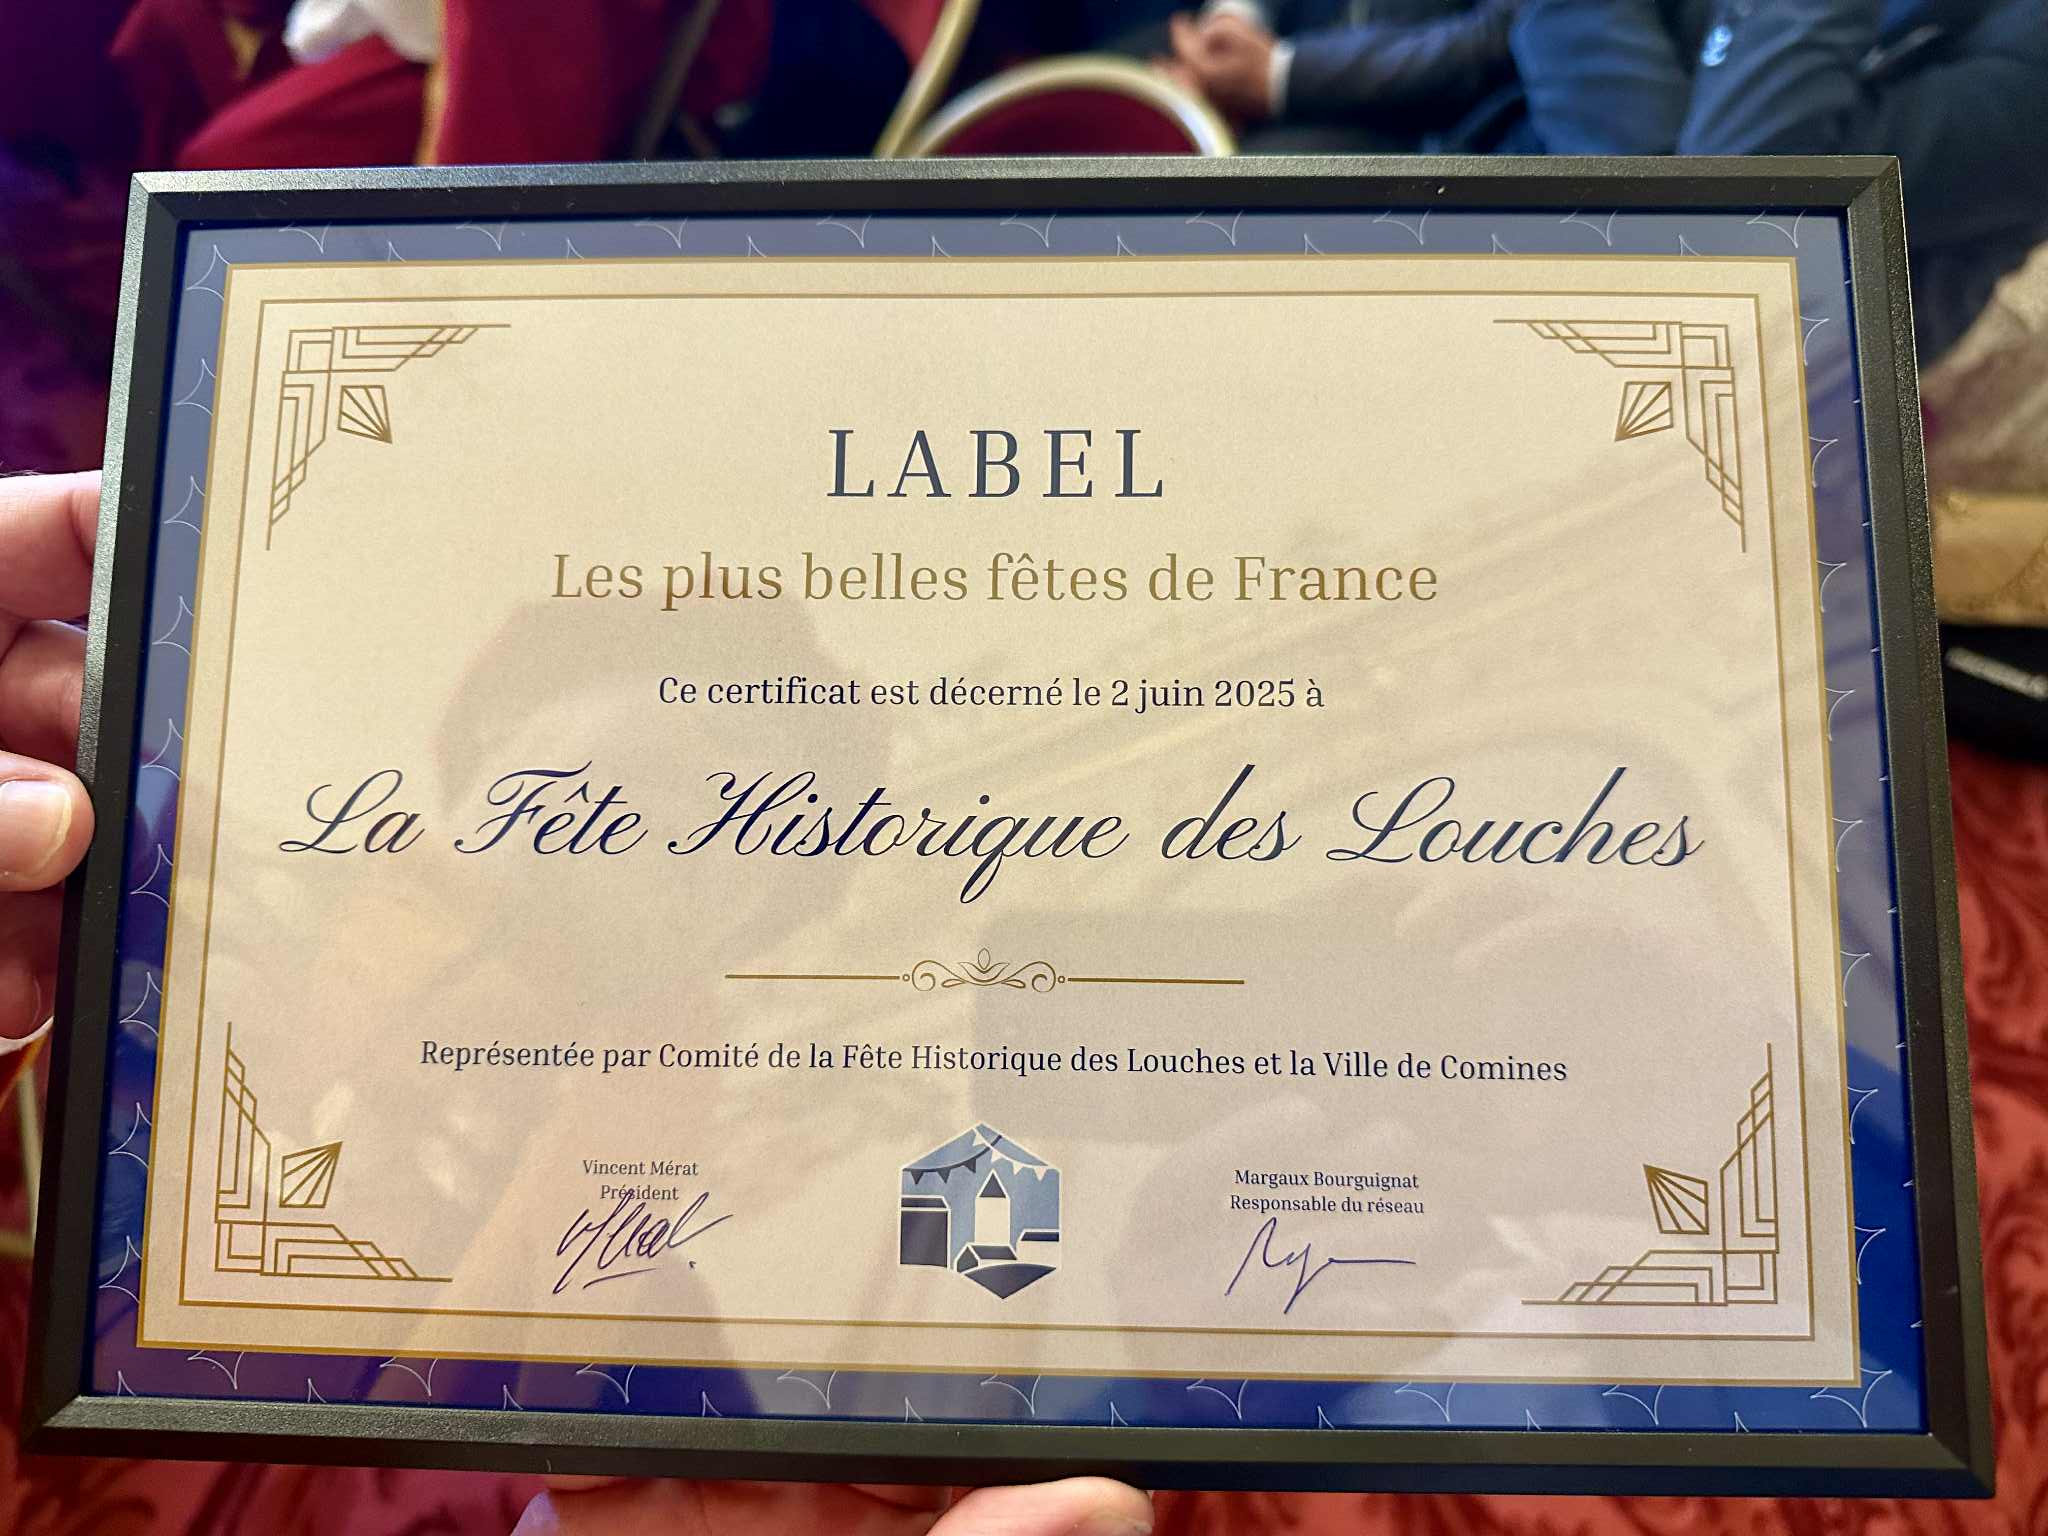 LABEL
Les plus belles fêtes de France
Ce certificat est décerné le 2 juin 2025 à
La Fête Historique des Louches
Représentée par Comité de la Fête Historique des Louches et la Ville de Comines
Vincent Mérat
Président
Margaux Bourguignat
Responsable du réseau